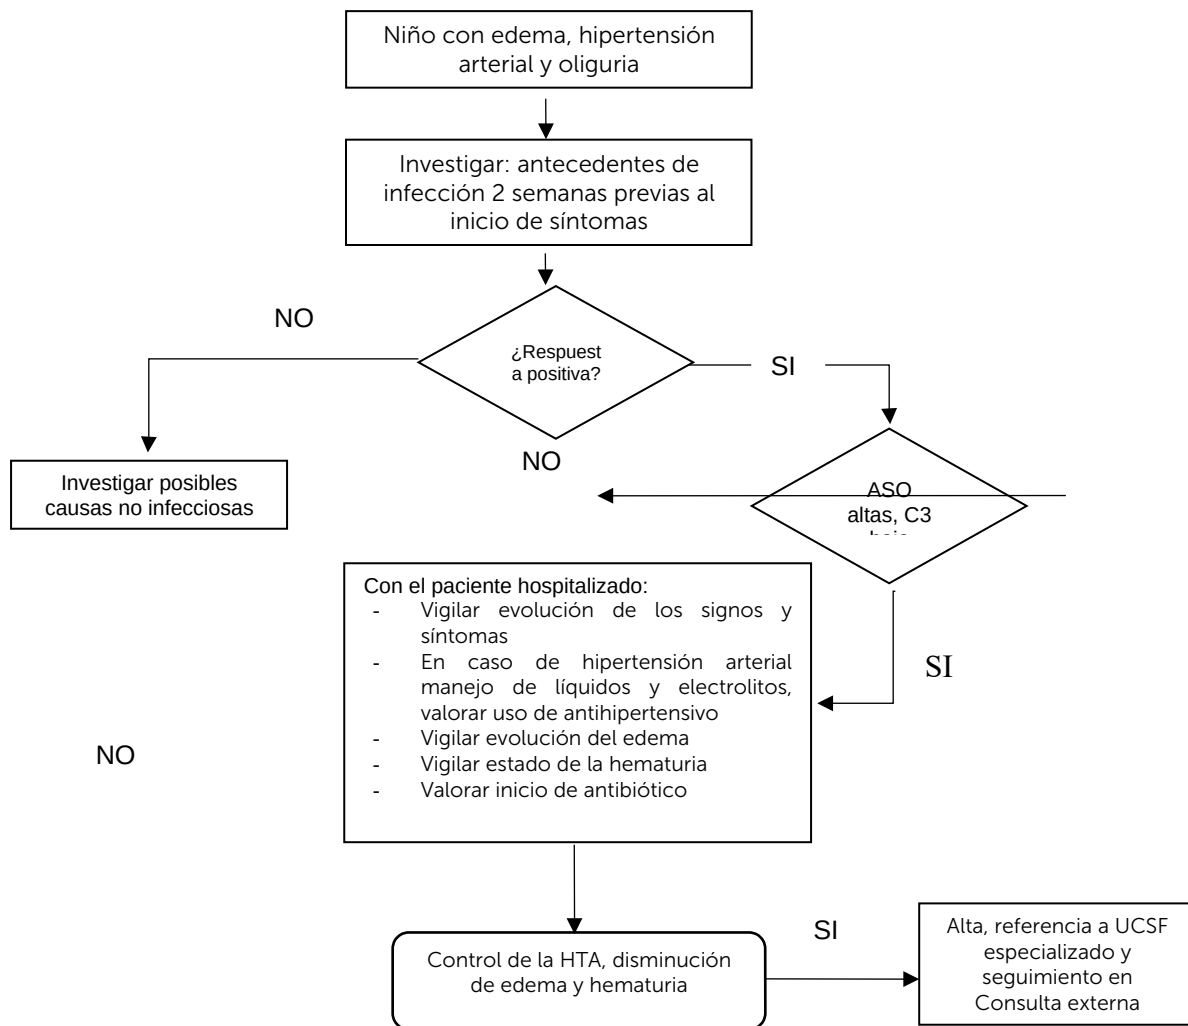 Niño con edema, hipertensión
arterial y oliguria
Investigar: antecedentes de
infección 2 semanas previas al
inicio de síntomas
NO
¿Respuest
a positiva?
SI
Investigar posibles
causas no infecciosas
NO
ASO
altas, C3
Con el paciente hospitalizado:
- Vigilar evolución de los signos y
síntomas
- En caso de hipertensión arterial
manejo de líquidos y electrolitos,
valorar uso de antihipertensivo
- Vigilar evolución del edema
- Vigilar estado de la hematuria
- Valorar inicio de antibiótico
SI
NO
Control de la HTA, disminución
de edema y hematuria
SI
Alta, referencia a UCSF
especializado y
seguimiento en
Consulta externa